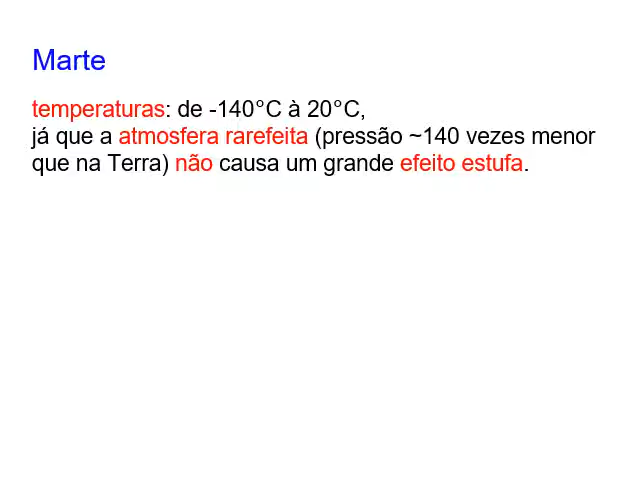 Marte
temperaturas: de -140°C à 20°C,
já que a atmosfera rarefeita (pressão ~140 vezes menor
que na Terra) não causa um grande efeito estufa.